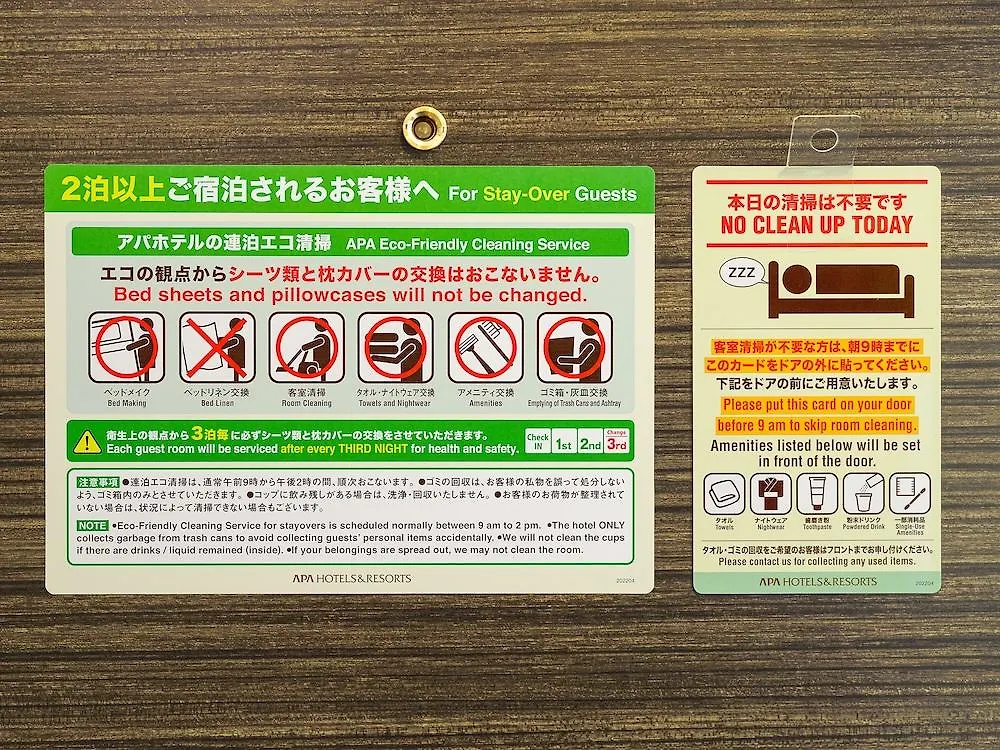 2泊以上ご宿泊されるお客様へ For Stay-Over Guests
アパホテルの連泊エコ清掃 APA Eco-Friendly Cleaning Service
エコの観点からシーツ類と枕カバーの交換はおこないません。
Bed sheets and pillowcases will not be changed.
ベッドメイク
Bed Making
ベッドリネン交換
Bed Linen
客室清掃
Room Cleaning
タオル・ナイトウェア交換
Towels and Nightwear
アメニティ交換
Amenities
ゴミ箱・灰皿交換
Emptying of Trash Cans and Ashtray
衛生上の観点から3泊毎に必ずシーツ類と枕カバーの交換をさせていただきます。
Each guest room will be serviced after every THIRD NIGHT for health and safety.
Check IN
1st
2nd
Change 3rd
注意事項 ●連泊エコ清掃は、通常午前9時から午後2時の間、順次おこないます。●ゴミの回収は、お客様の私物を誤って処分しない
よう、ゴミ箱内のみとさせていただきます。●コップに飲み残しがある場合は、洗浄・回収いたしません。●お客様のお荷物が整理されて
いない場合は、状況によって清掃できない場合もございます。
NOTE ●Eco-Friendly Cleaning Service for stayovers is scheduled normally between 9 am to 2 pm. ●The hotel ONLY
collects garbage from trash cans to avoid collecting guests' personal items accidentally. ●We will not clean the cups
if there are drinks / liquid remained (inside). ●If your belongings are spread out, we may not clean the room.
APA HOTELS&RESORTS
202204
本日の清掃は不要です
NO CLEAN UP TODAY
ZZZ
客室清掃が不要な方は、朝9時までに
このカードをドアの外に貼ってください。
下記をドアの前にご用意いたします。
Please put this card on your door
before 9 am to skip room cleaning.
Amenities listed below will be set
in front of the door.
タオル
Towels
ナイトウェア
Nightwear
歯磨き粉
Toothpaste
粉末ドリンク
Powdered Drink
一部消耗品
Single-Use
Amenities
タオル・ゴミの回収をご希望のお客様はフロントまでお申し付けください。
Please contact us for collecting any used items.
APA HOTELS&RESORTS
202204